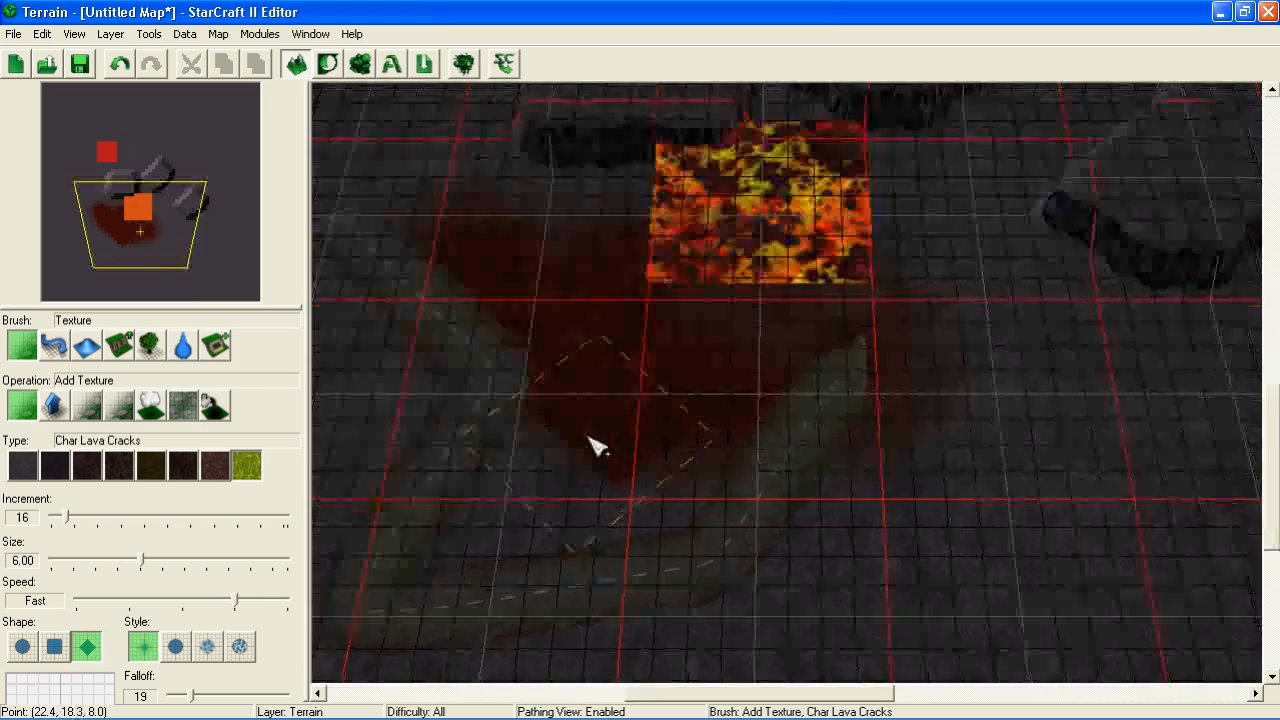 Terrain - [Untitled Map*] - StarCraft II Editor
File Edit View Layer Tools Data Map Modules Window Help
Brush: Texture
Operation: Add Texture
Type: Char Lava Cracks
Increment:
16
Size:
6.00
Speed:
Fast
Shape: Style:
Falloff:
19
Point: (22.4, 18.3, 8.0) Layer: Terrain Difficulty: All Pathing View: Enabled Brush: Add Texture, Char Lava Cracks